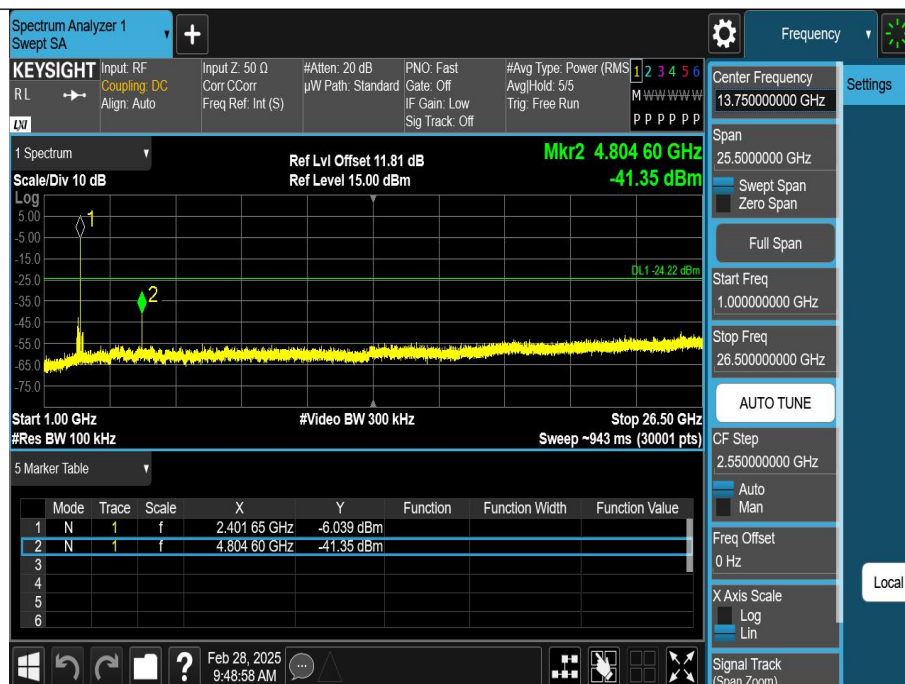 Spectrum Analyzer 1
Swept SA
+
Frequency
KEYSIGHT
RL
LXI
Input: RF
Coupling: DC
Align: Auto
Input Z: 50 Ω
Corr CCorr
Freq Ref: Int (S)
#Atten: 20 dB
µW Path: Standard
PNO: Fast
Gate: Off
IF Gain: Low
Sig Track: Off
#Avg Type: Power (RMS
Avg|Hold: 5/5
Trig: Free Run
1 2 3 4 5 6
M W W W W W
P P P P P P
1 Spectrum
Scale/Div 10 dB
Ref Lvl Offset 11.81 dB
Ref Level 15.00 dBm
Mkr2 4.804 60 GHz
-41.35 dBm
Log
5.00
-5.00
-15.0
-25.0
-35.0
-45.0
-55.0
-65.0
-75.0
1
2
DL1 -24.22 dBm
Start 1.00 GHz
#Video BW 300 kHz
Stop 26.50 GHz
#Res BW 100 kHz
Sweep ~943 ms (30001 pts)
5 Marker Table
Mode Trace Scale X Y Function Function Width Function Value
1 N 1 f 2.401 65 GHz -6.039 dBm
2 N 1 f 4.804 60 GHz -41.35 dBm
3
4
5
6
?
Feb 28, 2025
9:48:58 AM
Center Frequency
13.750000000 GHz
Settings
Span
25.5000000 GHz
Swept Span
Zero Span
Full Span
Start Freq
1.000000000 GHz
Stop Freq
26.500000000 GHz
AUTO TUNE
CF Step
2.550000000 GHz
Auto
Man
Freq Offset
0 Hz
Local
X Axis Scale
Log
Lin
Signal Track
(Span Zoom)